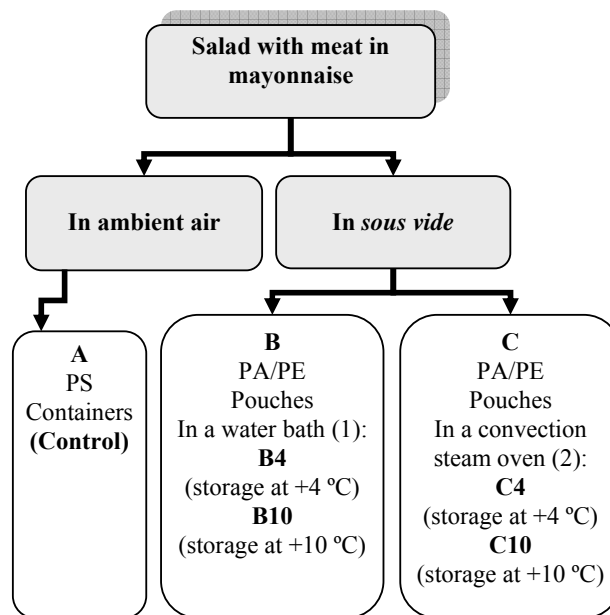 Salad with meat in
mayonnaise
In ambient air
In sous vide
A
PS
Containers
(Control)
B
PA/PE
Pouches
In a water bath (1):
B4
(storage at +4 ºC)
B10
(storage at +10 ºC)
C
PA/PE
Pouches
In a convection
steam oven (2):
C4
(storage at +4 ºC)
C10
(storage at +10 ºC)